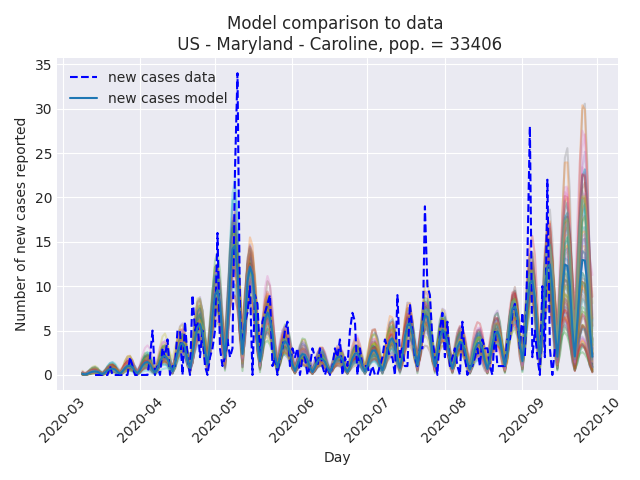 Model comparison to data
US - Maryland - Caroline, pop. = 33406
new cases data
new cases model
Number of new cases reported
35
30
25
20
15
10
5
0
2020-03
2020-04
2020-05
2020-06
2020-07
2020-08
2020-09
2020-10
Day